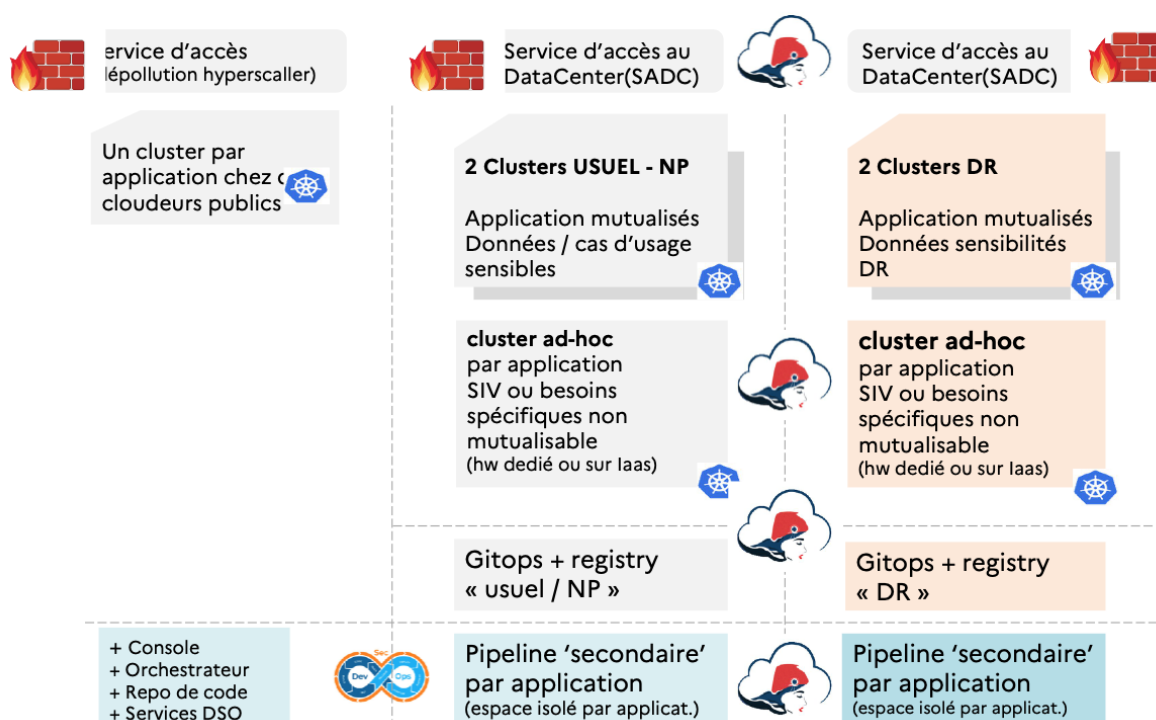 ervice d'accès
dépollution hyperscaller)
Service d'accès au
DataCenter(SADC)
Service d'accès au
DataCenter(SADC)
Un cluster par
application chez
cloudeurs publics
2 Clusters USUEL - NP
Application mutualisés
Données / cas d'usage
sensibles
2 Clusters DR
Application mutualisés
Données sensibilités
DR
cluster ad-hoc
par application
SIV ou besoins
spécifiques non
mutualisable
(hw dedié ou sur Iaas)
cluster ad-hoc
par application
SIV ou besoins
spécifiques non
mutualisable
(hw dedié ou sur Iaas)
Gitops + registry
« usuel / NP »
Gitops + registry
« DR »
+ Console
+ Orchestrateur
+ Repo de code
+ Services DSO
Sec
Dev
Ops
Pipeline 'secondaire'
par application
(espace isolé par applicat.)
Pipeline 'secondaire'
par application
(espace isolé par applicat.)